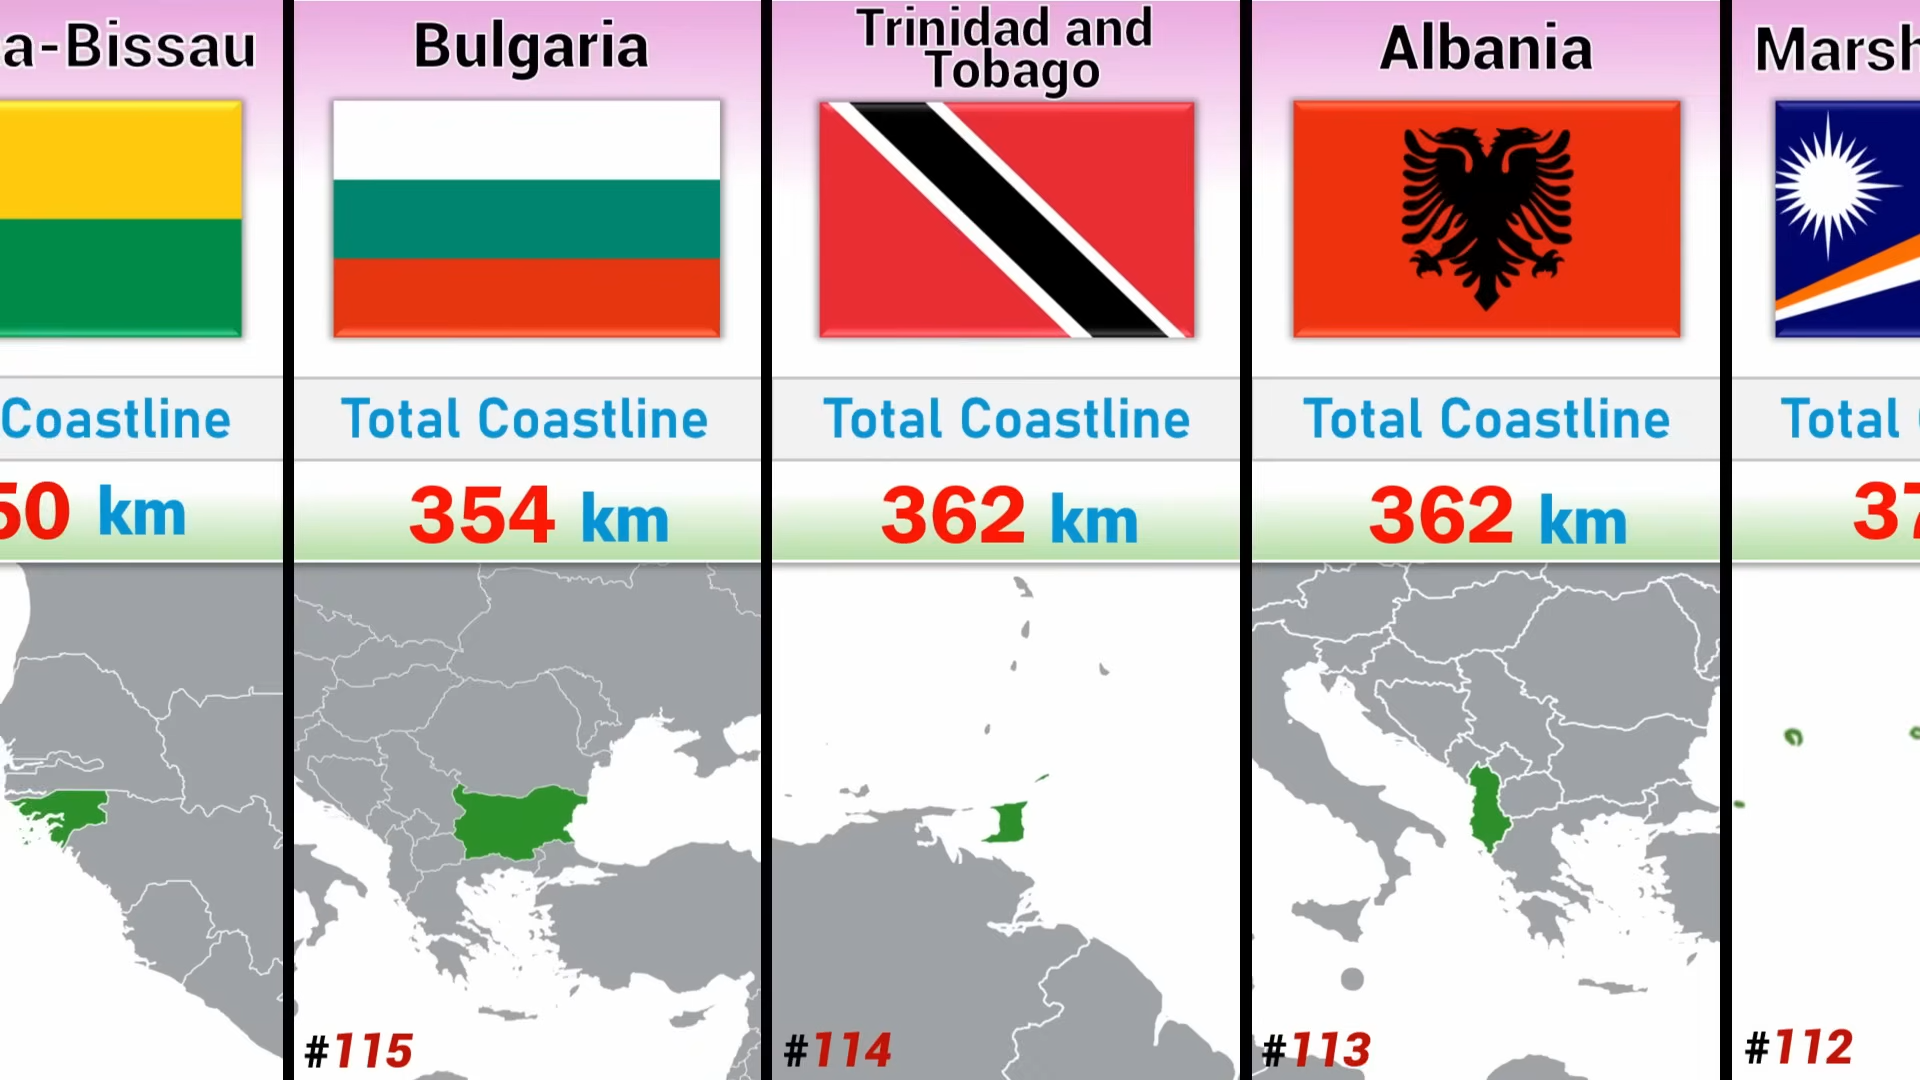 a-Bissau
Coastline
50 km
Bulgaria
Total Coastline
354 km
#115
Trinidad and
Tobago
Total Coastline
362 km
#114
Albania
Total Coastline
362 km
#113
Marsh
Total
37
#112